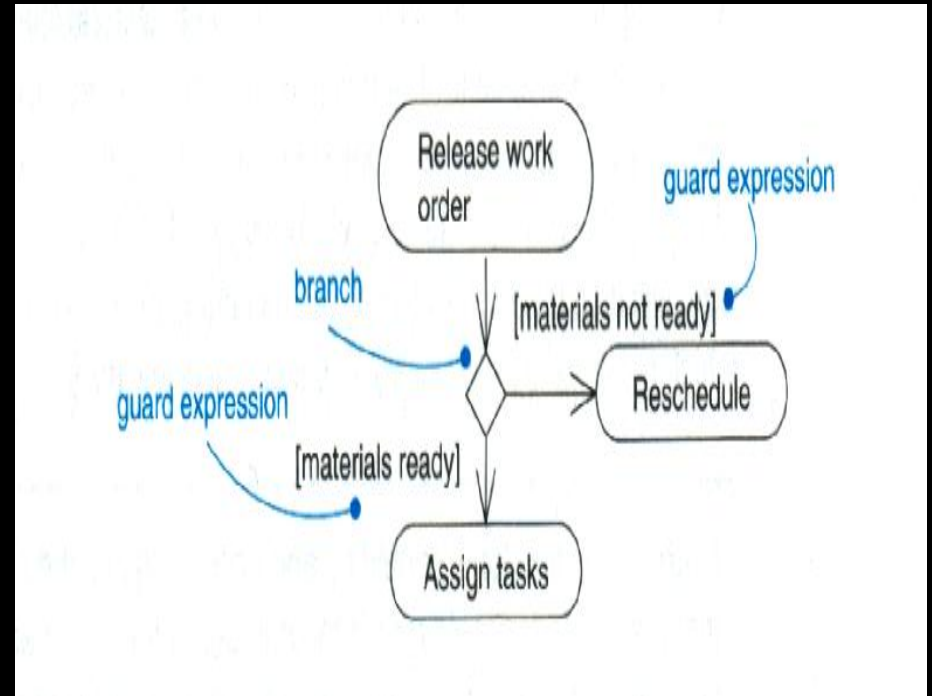 Release work
order
guard expression
branch
[materials not ready]
Reschedule
guard expression
[materials ready]
Assign tasks